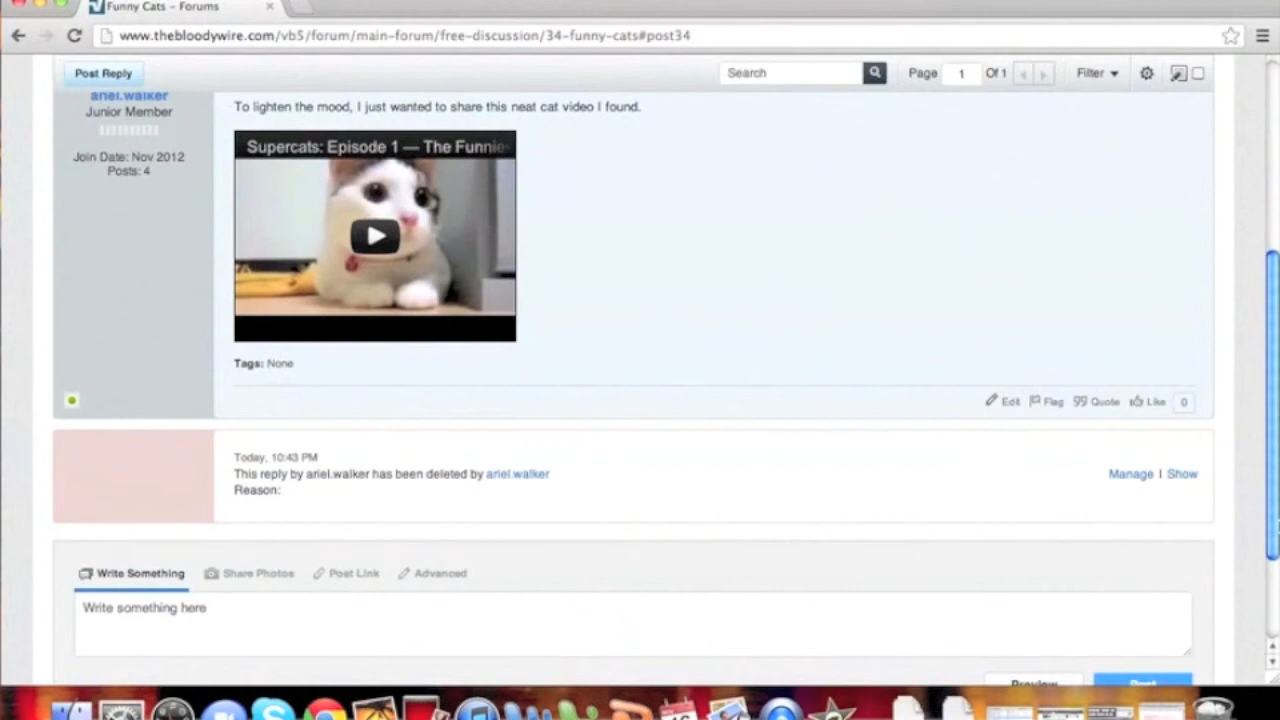 Funny Cats – Forums
www.thebloodywire.com/vb5/forum/main-forum/free-discussion/34-funny-cats#post34
Post Reply
Search
Page 1 Of 1
Filter
ariel.walker
Junior Member
Join Date: Nov 2012
Posts: 4
To lighten the mood, I just wanted to share this neat cat video I found.
Supercats: Episode 1 — The Funnie
Tags: None
Edit Flag Quote Like 0
Today, 10:43 PM
This reply by ariel.walker has been deleted by ariel.walker
Manage | Show
Reason:
Write Something Share Photos Post Link Advanced
Write something here
Preview Post